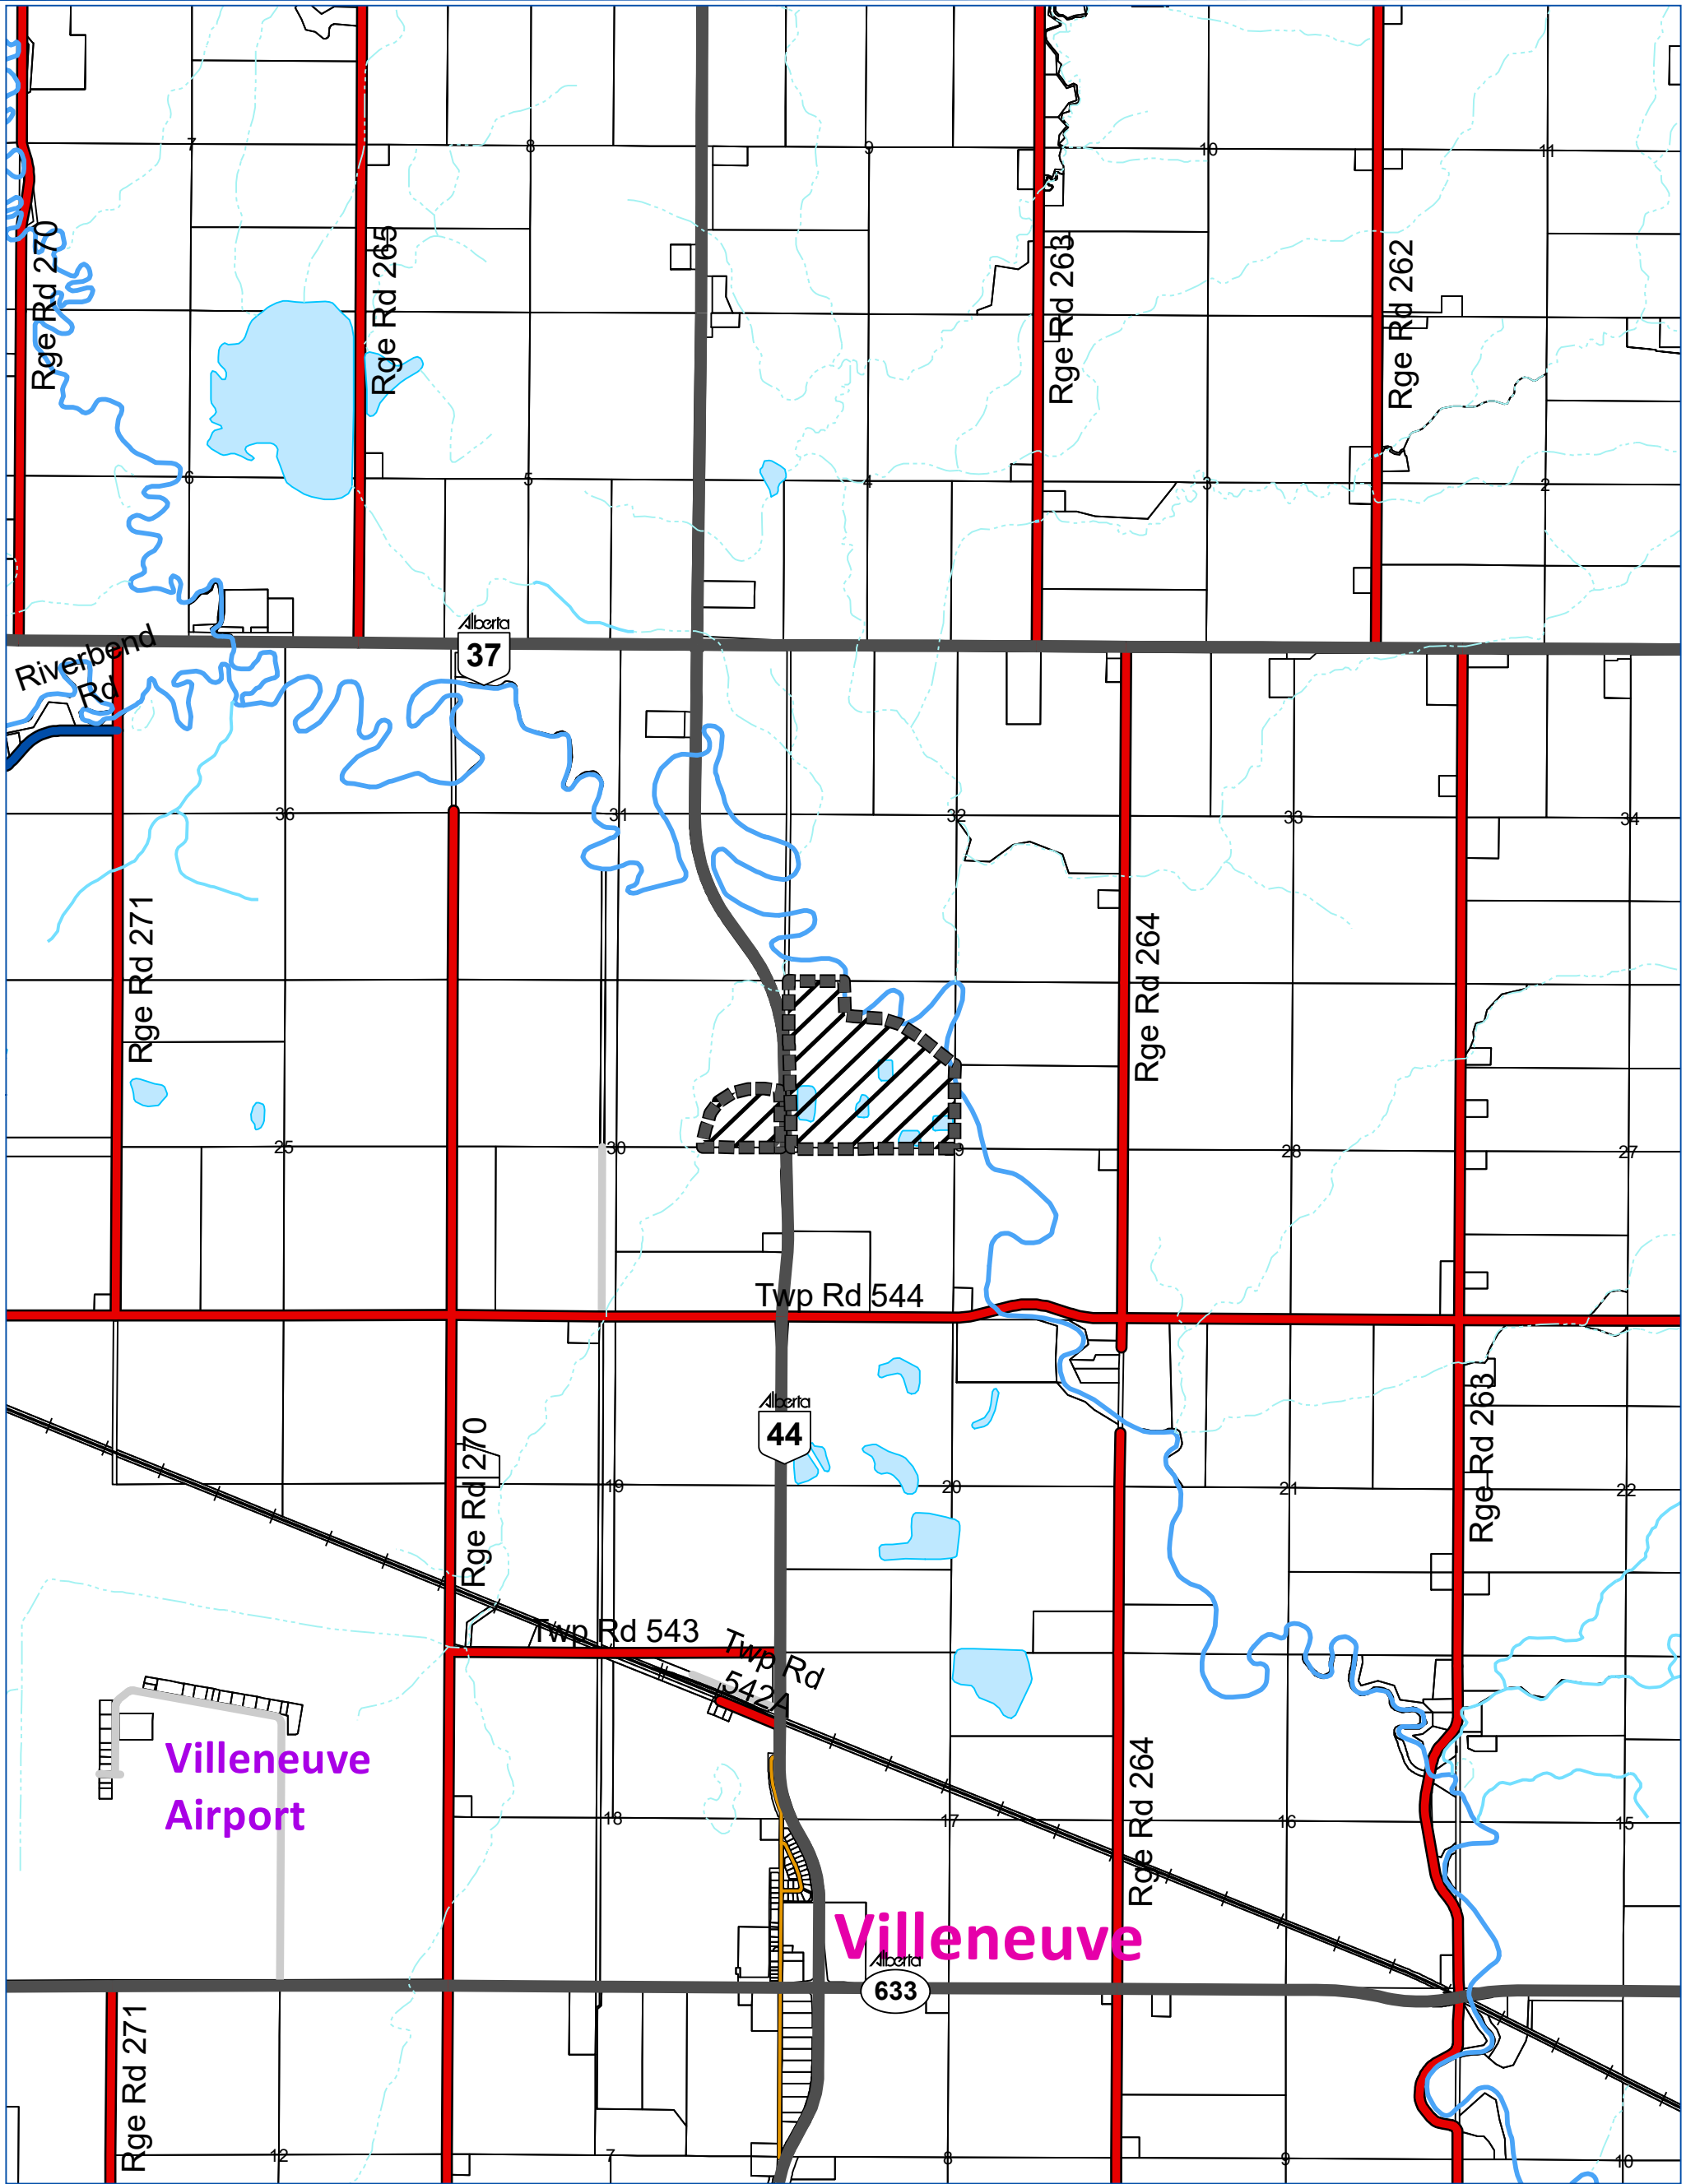 7
8
9
10
11
Rge Rd 270
Rge Rd 265
Rge Rd 263
Rge Rd 262
6
5
4
3
2
Alberta
37
Riverbend
Rd
36
31
32
33
34
Rge Rd 271
Rge Rd 264
25
30
28
27
Twp Rd 544
Alberta
44
Rge Rd 270
Rge Rd 263
19
20
21
22
Twp Rd 543
Twp Rd
542A
Villeneuve
Airport
Rge Rd 264
18
17
16
15
Villeneuve
Alberta
633
Rge Rd 271
12
7
8
9
10